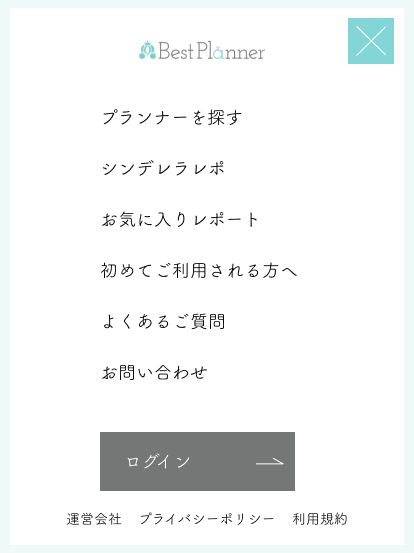 Best Planner
プランナーを探す
シンデレラレポ
お気に入りレポート
初めてご利用される方へ
よくあるご質問
お問い合わせ
ログイン
運営会社 プライバシーポリシー 利用規約